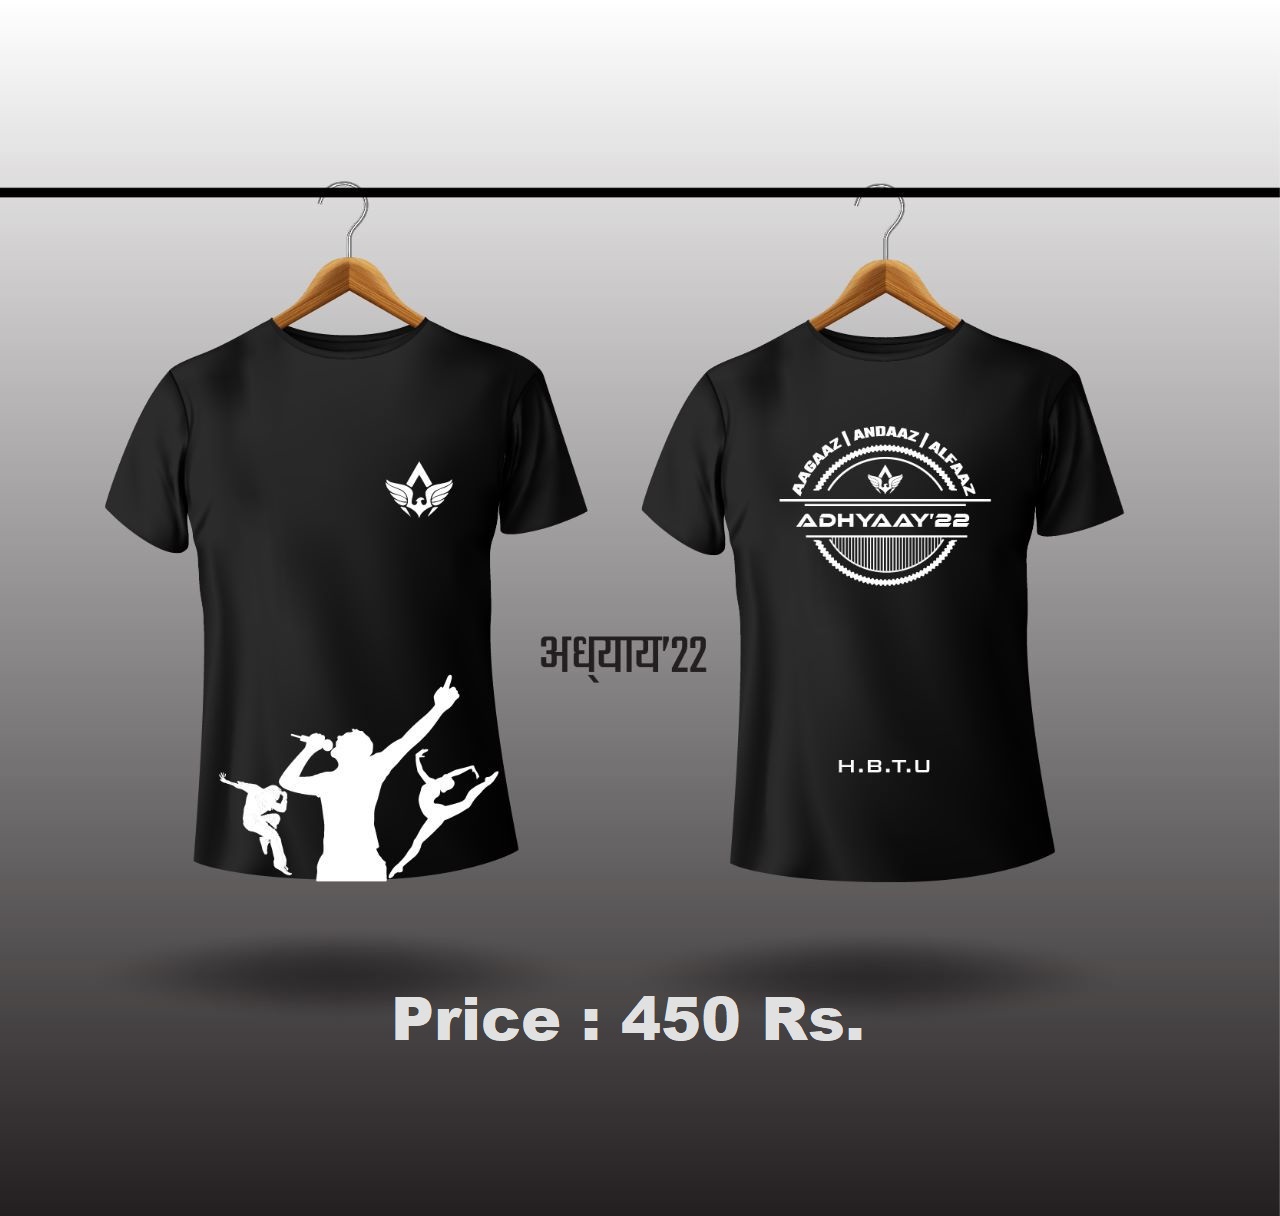 AAGAAZ | ANDAAZ | ALFAAZ
ADHYAAY'22
अध्‌याय'22
H.B.T.U
Price : 450 Rs.